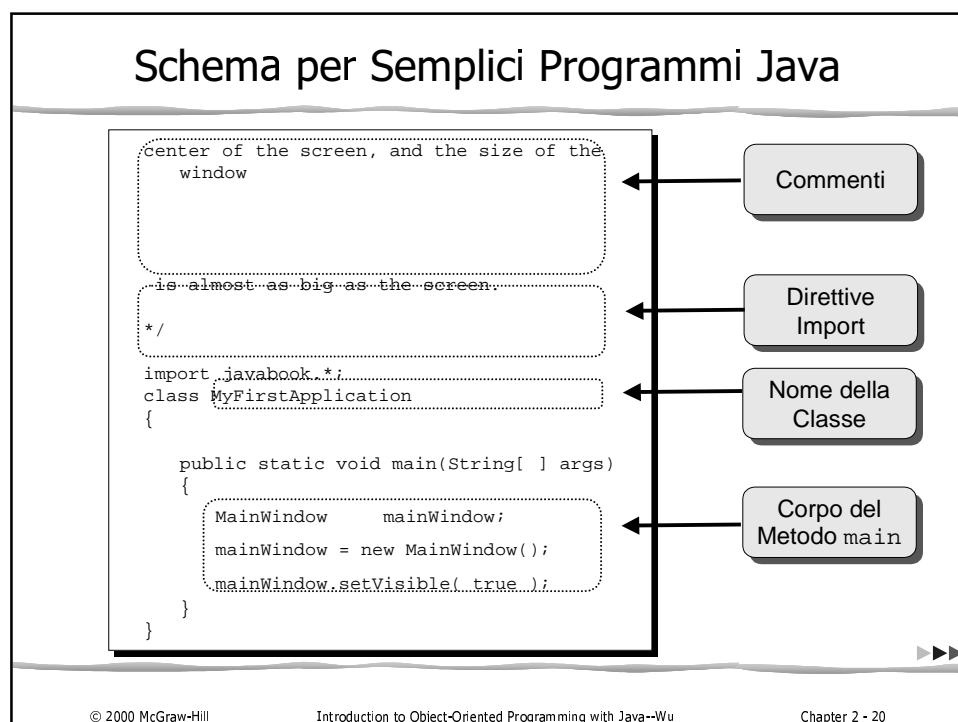 Schema per Semplici Programmi Java
center of the screen, and the size of the
window
is almost as big as the screen.
*/
import javabook.*;
class MyFirstApplication
{
public static void main(String[ ] args)
{
MainWindow mainWindow;
mainWindow = new MainWindow();
mainWindow.setVisible( true );
}
}
Commenti
Direttive
Import
Nome della
Classe
Corpo del
Metodo main
© 2000 McGraw-Hill
Introduction to Object-Oriented Programming with Java--Wu
Chapter 2 - 20